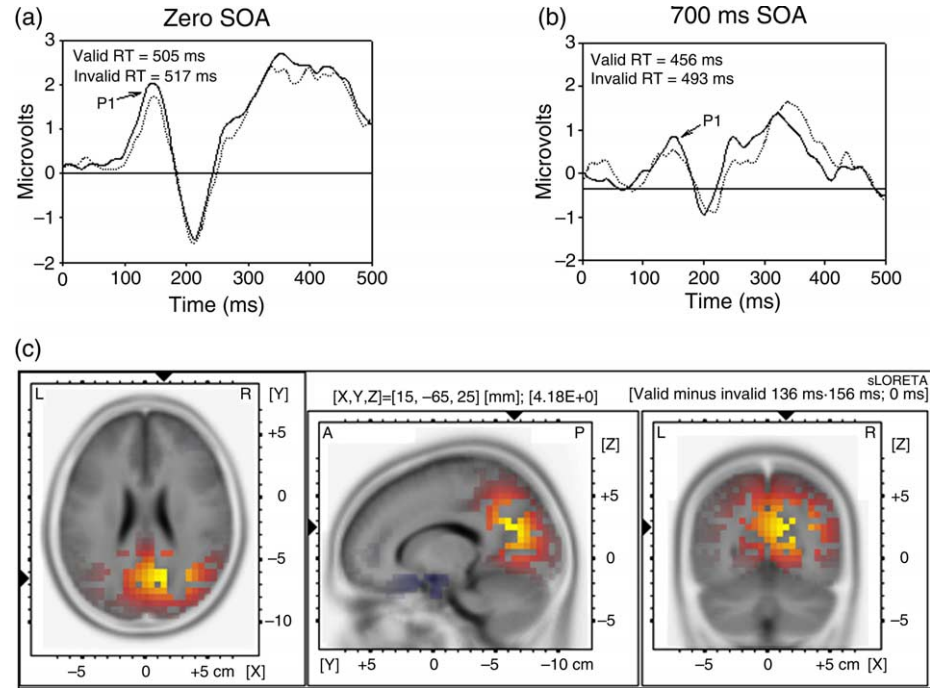 (a) Zero SOA
3
Valid RT = 505 ms
Invalid RT = 517 ms
2
P1
1
0
−1
−2
Microvolts
0 100 200 300 400 500
Time (ms)
(b) 700 ms SOA
3
Valid RT = 456 ms
Invalid RT = 493 ms
2
P1
1
0
−1
−2
Microvolts
0 100 200 300 400 500
Time (ms)
(c)
L R [Y]
+5
0
−5
−10
−5 0 +5 cm [X]
[X,Y,Z]=[15, −65, 25] [mm]; [4.18E+0]
A P [Z]
+5
0
−5
[Y] +5 0 −5 −10 cm
sLORETA
[Valid minus invalid 136 ms·156 ms; 0 ms]
L R [Z]
+5
0
−5
−5 0 +5 cm [X]